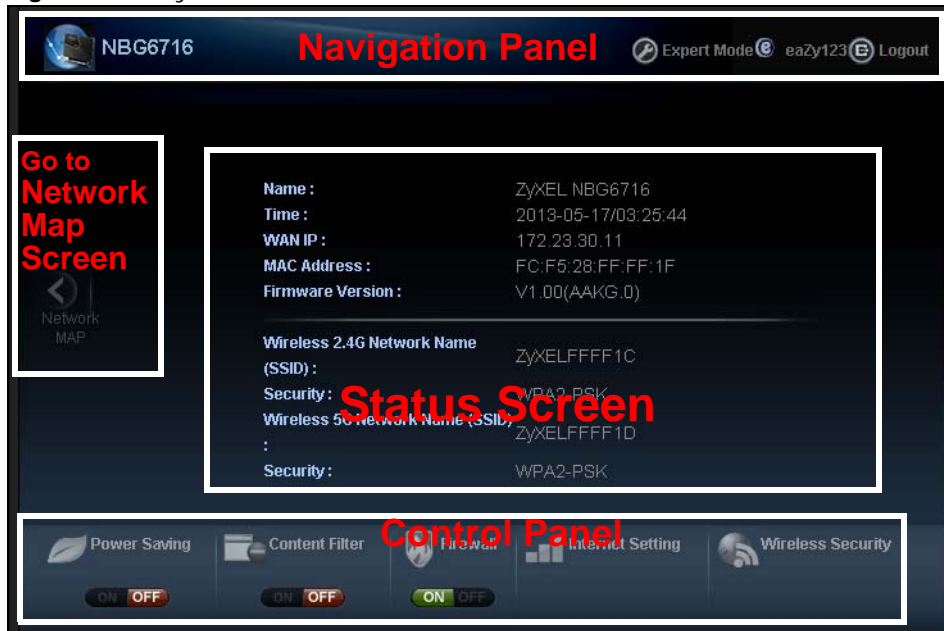 NBG6716 Navigation Panel Expert Mode eaZy123 Logout
Go to
Network
Map
Screen
Network
MAP
Name : ZyXEL NBG6716
Time : 2013-05-17/03:25:44
WAN IP : 172.23.30.11
MAC Address : FC:F5:28:FF:FF:1F
Firmware Version : V1.00(AAKG.0)
Wireless 2.4G Network Name
(SSID) : ZyXELFFFF1C
Security : WPA2-PSK
Status Screen
Wireless 5G Network Name (SSID)
: ZyXELFFFF1D
Security : WPA2-PSK
Control Panel
Power Saving Content Filter Firewall Internet Setting Wireless Security
ON OFF ON OFF ON OFF